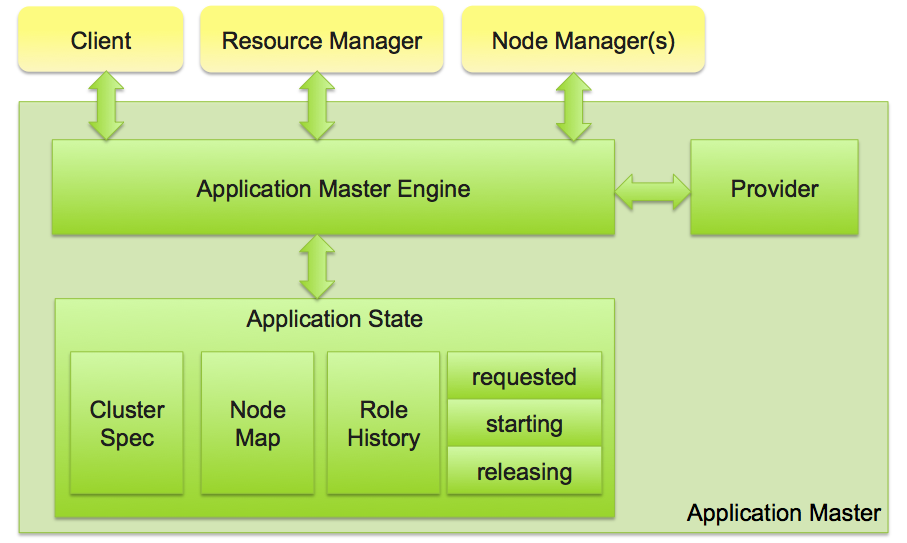 Client
Resource Manager
Node Manager(s)
Application Master Engine
Provider
Application State
Cluster
Spec
Node
Map
Role
History
requested
starting
releasing
Application Master